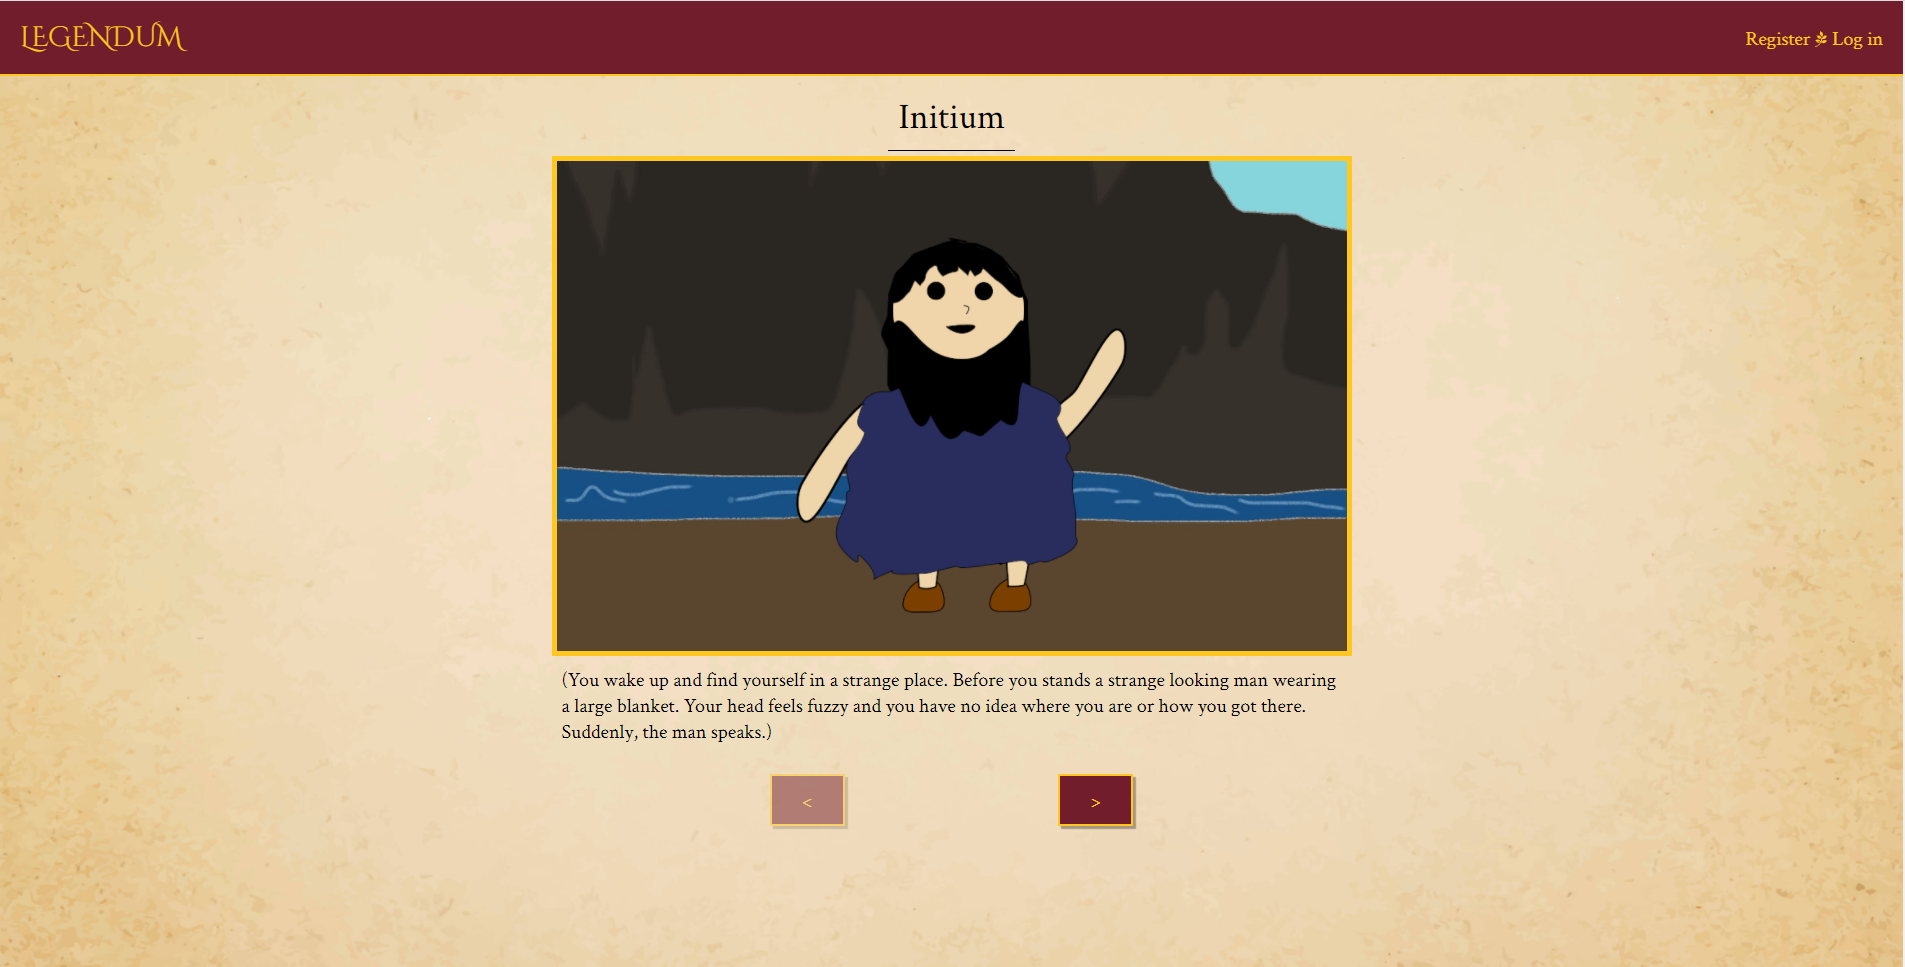 LEGENDUM
Register Log in
Initium
(You wake up and find yourself in a strange place. Before you stands a strange looking man wearing
a large blanket. Your head feels fuzzy and you have no idea where you are or how you got there.
Suddenly, the man speaks.)
< >